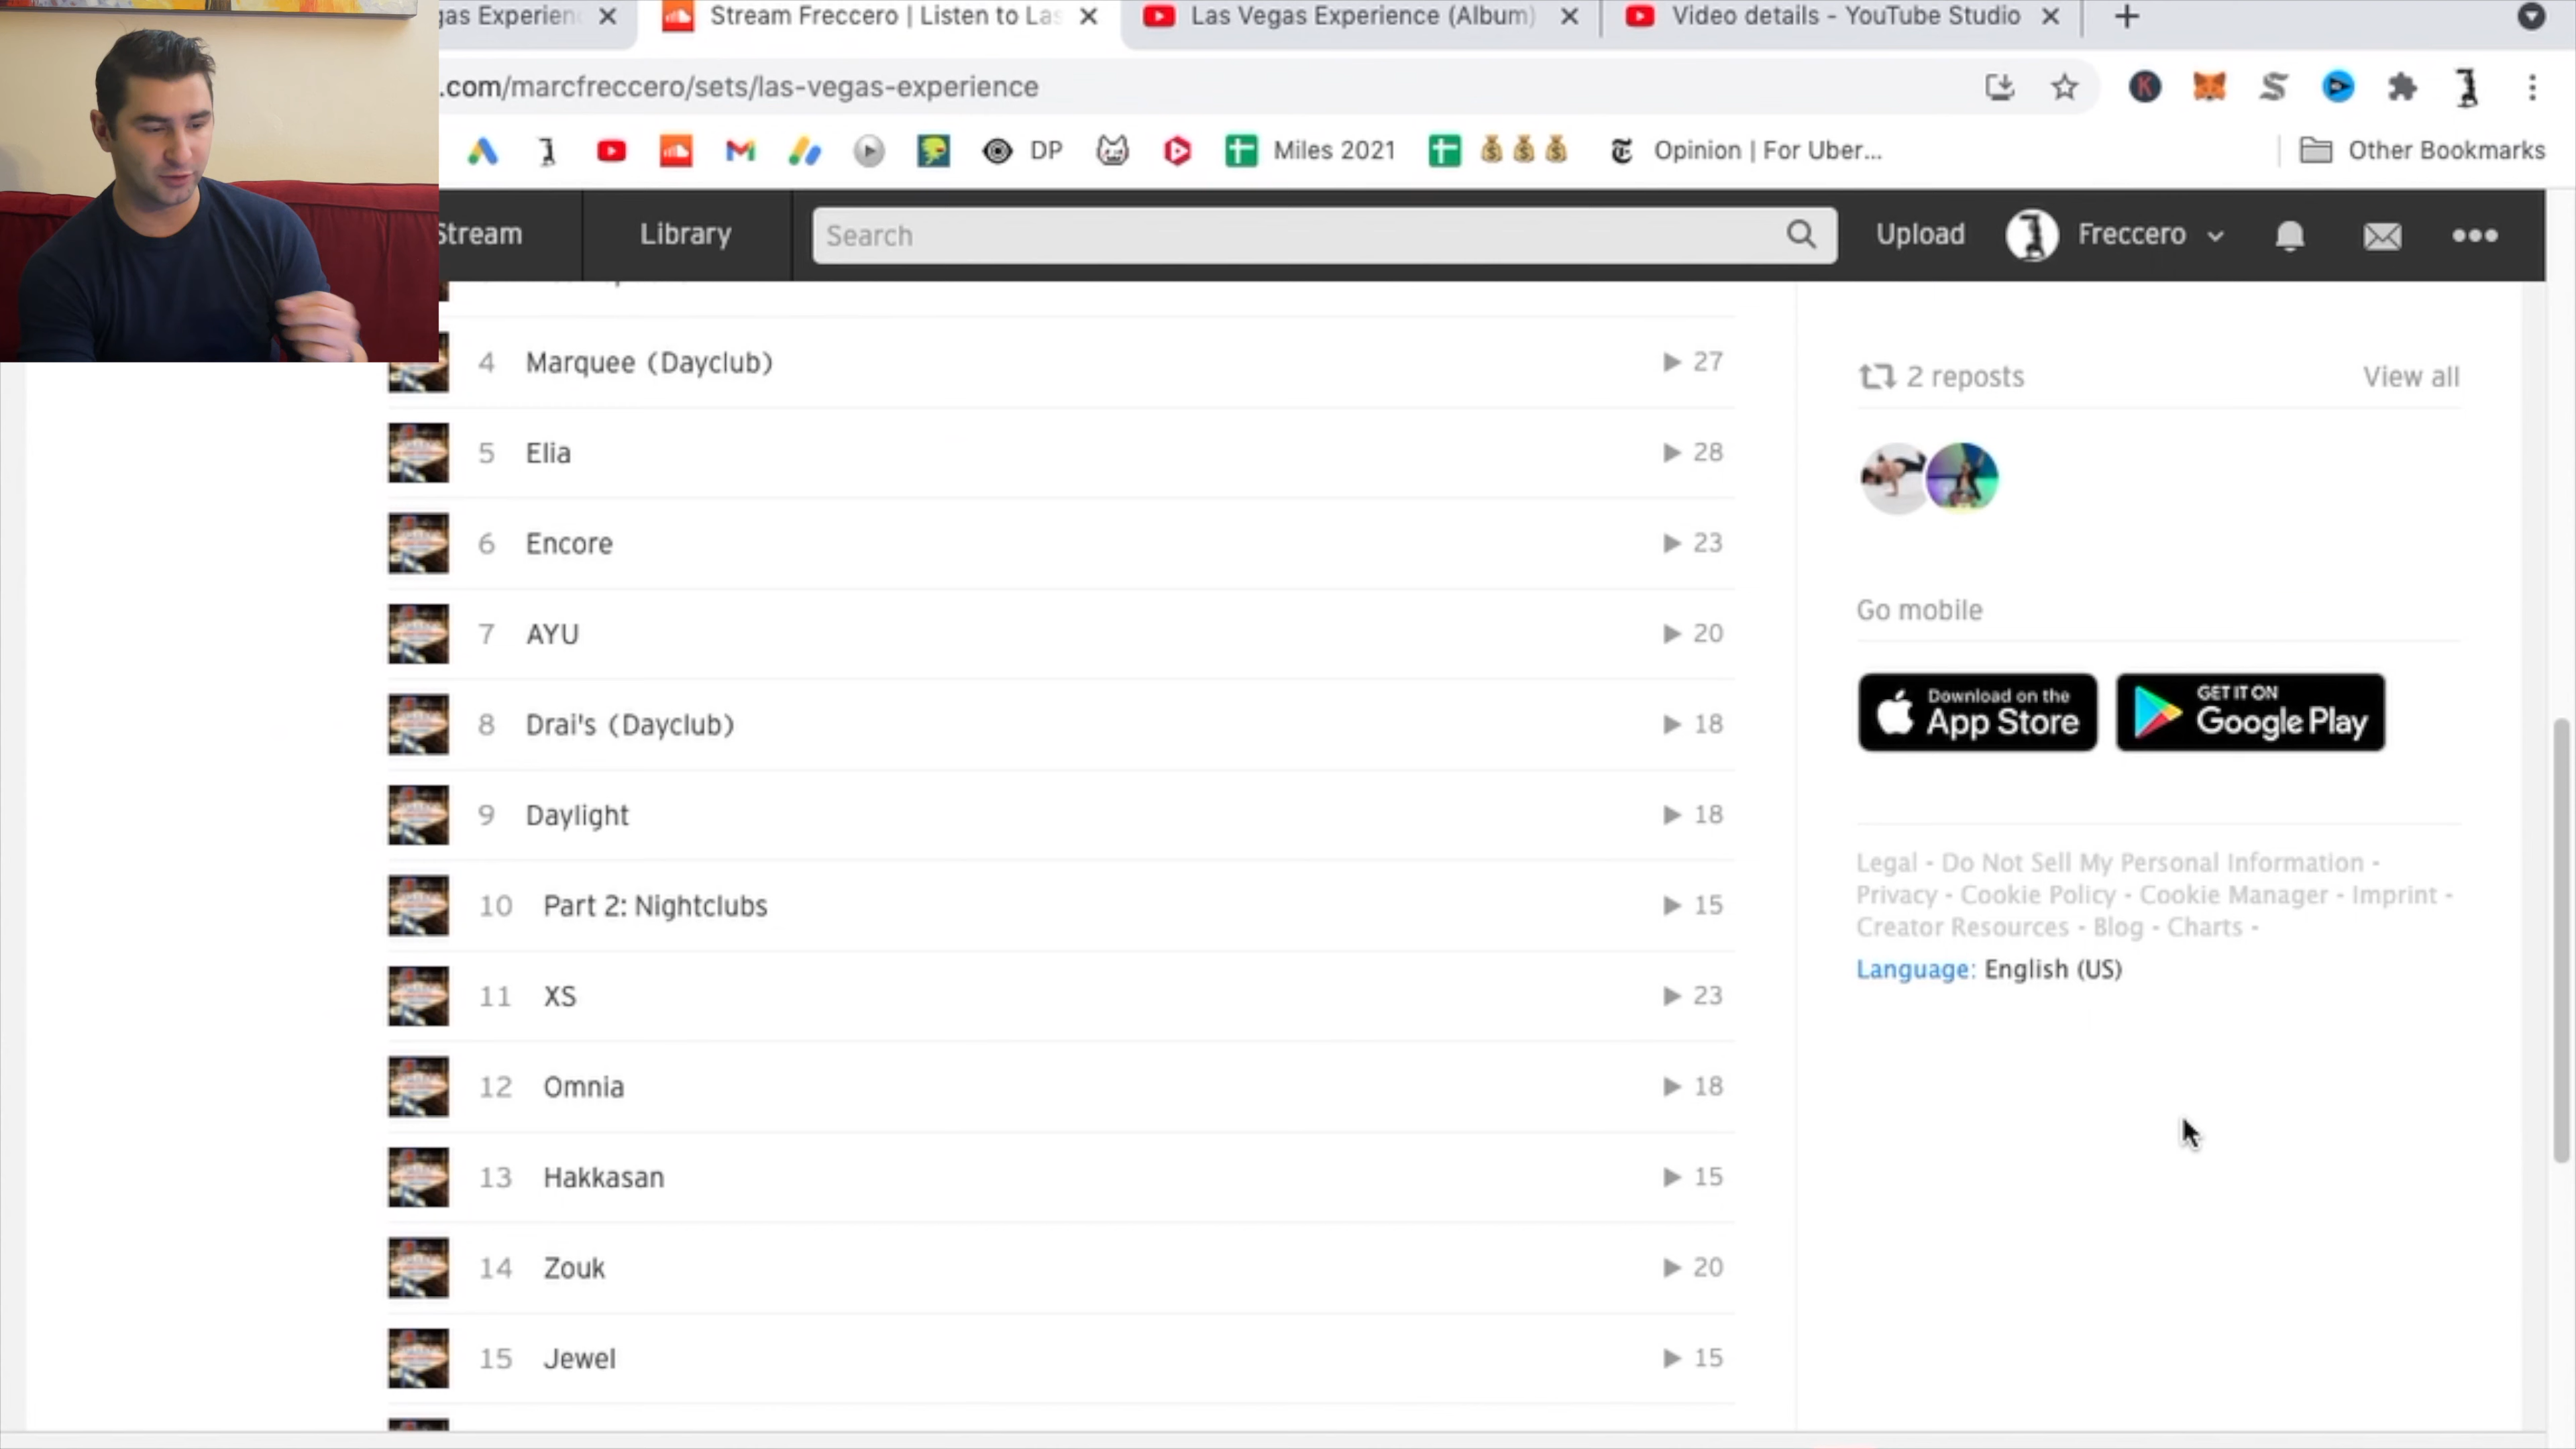 gas Experienc
Stream Freccero | Listen to Las
Las Vegas Experience (Album)
Video details - YouTube Studio
.com/marcfreccero/sets/las-vegas-experience
DP
Miles 2021
Opinion | For Uber...
Other Bookmarks
Stream
Library
Search
Upload
Freccero
4 Marquee (Dayclub) 27
5 Elia 28
6 Encore 23
7 AYU 20
8 Drai's (Dayclub) 18
9 Daylight 18
10 Part 2: Nightclubs 15
11 XS 23
12 Omnia 18
13 Hakkasan 15
14 Zouk 20
15 Jewel 15
2 reposts
View all
Go mobile
Download on the
App Store
GET IT ON
Google Play
Legal - Do Not Sell My Personal Information -
Privacy - Cookie Policy - Cookie Manager - Imprint -
Creator Resources - Blog - Charts -
Language: English (US)